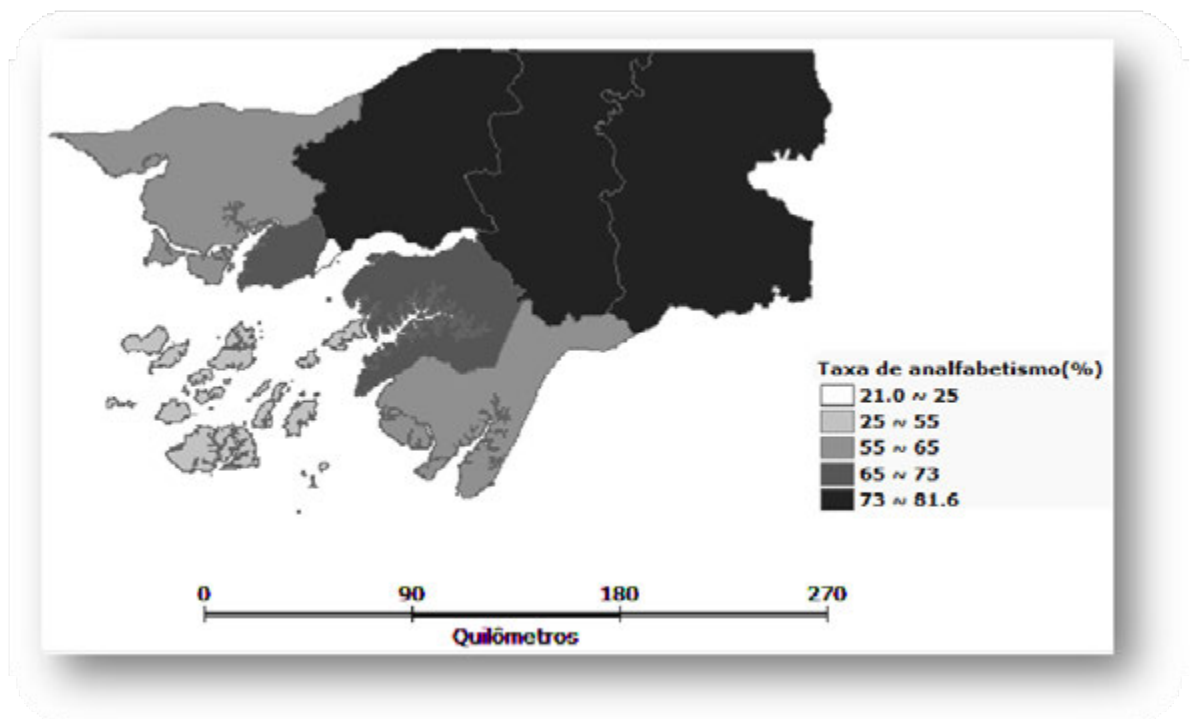 Taxa de analfabetismo(%)
21.0 ~ 25
25 ~ 55
55 ~ 65
65 ~ 73
73 ~ 81.6
0 90 180 270
Quilômetros